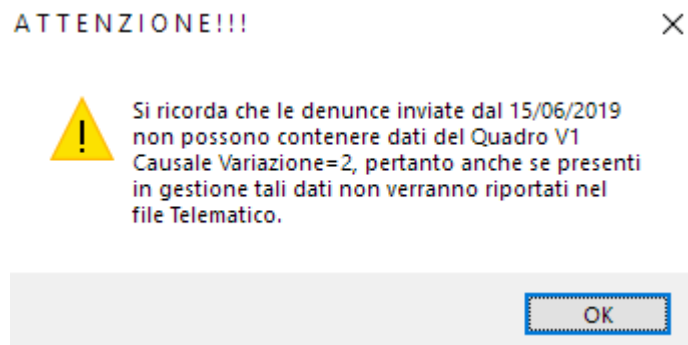 ATTENZIONE!!!
Si ricorda che le denunce inviate dal 15/06/2019
non possono contenere dati del Quadro V1
Causale Variazione=2, pertanto anche se presenti
in gestione tali dati non verranno riportati nel
file Telematico.
OK